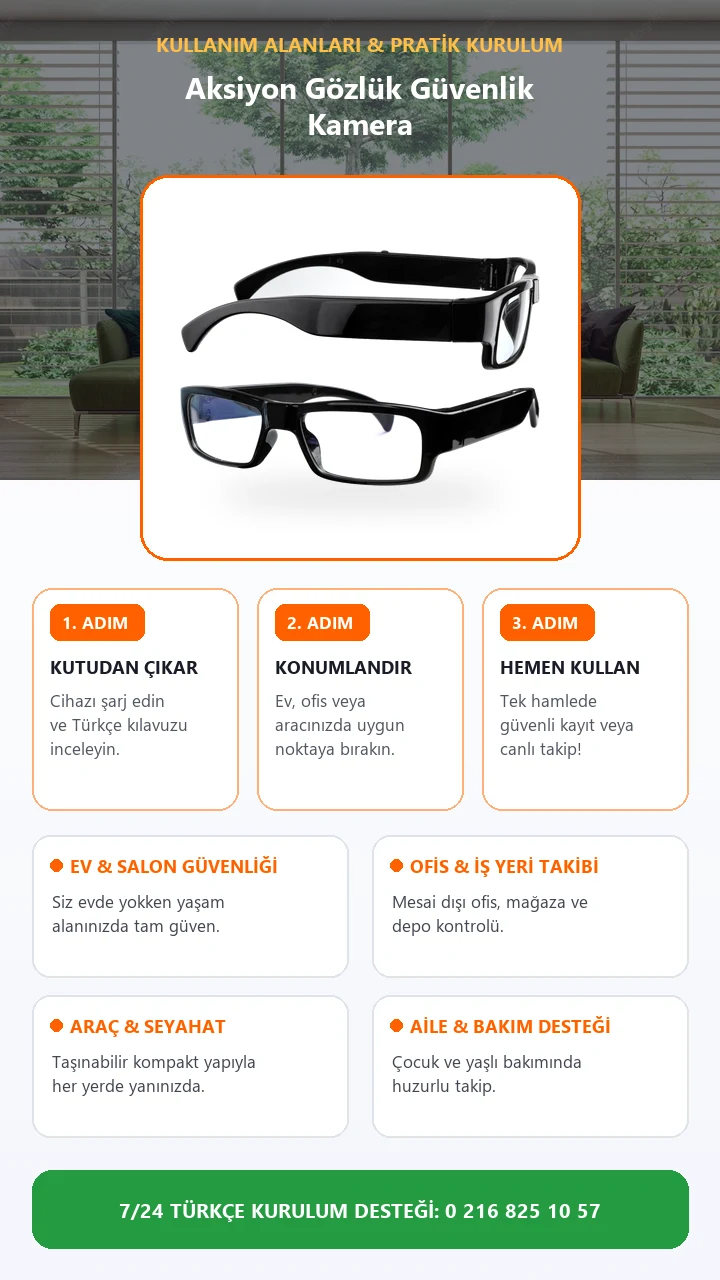 KULLANIM ALANLARI & PRATİK KURULUM
Aksiyon Gözlük Güvenlik
Kamera
1. ADIM
KUTUDAN ÇIKAR
Cihazı şarj edin
ve Türkçe kılavuzu
inceleyin.
2. ADIM
KONUMLANDIR
Ev, ofis veya
aracınızda uygun
noktaya bırakın.
3. ADIM
HEMEN KULLAN
Tek hamlede
güvenli kayıt veya
canlı takip!
EV & SALON GÜVENLİĞİ
Siz evde yokken yaşam
alanınızda tam güven.
OFİS & İŞ YERİ TAKİBİ
Mesai dışı ofis, mağaza ve
depo kontrolü.
ARAÇ & SEYAHAT
Taşınabilir kompakt yapıyla
her yerde yanınızda.
AİLE & BAKIM DESTEĞİ
Çocuk ve yaşlı bakımında
huzurlu takip.
7/24 TÜRKÇE KURULUM DESTEĞİ: 0 216 825 10 57